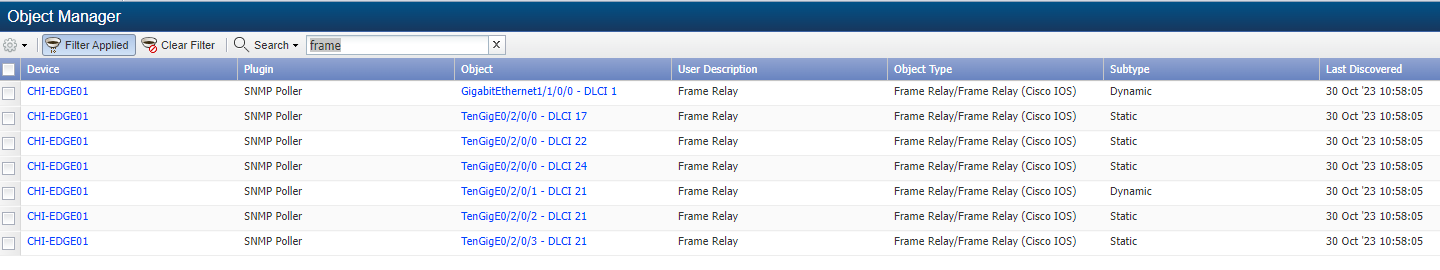 Object Manager
Filter Applied Clear Filter Search frame X
Device Plugin Object User Description Object Type Subtype Last Discovered
CHI-EDGE01 SNMP Poller GigabitEthernet1/1/0/0 - DLCI 1 Frame Relay Frame Relay/Frame Relay (Cisco IOS) Dynamic 30 Oct '23 10:58:05
CHI-EDGE01 SNMP Poller TenGigE0/2/0/0 - DLCI 17 Frame Relay Frame Relay/Frame Relay (Cisco IOS) Static 30 Oct '23 10:58:05
CHI-EDGE01 SNMP Poller TenGigE0/2/0/0 - DLCI 22 Frame Relay Frame Relay/Frame Relay (Cisco IOS) Static 30 Oct '23 10:58:05
CHI-EDGE01 SNMP Poller TenGigE0/2/0/0 - DLCI 24 Frame Relay Frame Relay/Frame Relay (Cisco IOS) Static 30 Oct '23 10:58:05
CHI-EDGE01 SNMP Poller TenGigE0/2/0/1 - DLCI 21 Frame Relay Frame Relay/Frame Relay (Cisco IOS) Dynamic 30 Oct '23 10:58:05
CHI-EDGE01 SNMP Poller TenGigE0/2/0/2 - DLCI 21 Frame Relay Frame Relay/Frame Relay (Cisco IOS) Static 30 Oct '23 10:58:05
CHI-EDGE01 SNMP Poller TenGigE0/2/0/3 - DLCI 21 Frame Relay Frame Relay/Frame Relay (Cisco IOS) Static 30 Oct '23 10:58:05